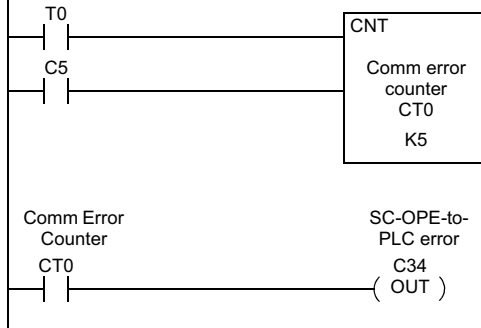 T0
CNT
C5
Comm error
counter
CT0
K5
Comm Error
Counter
CT0
SC-OPE-to-
PLC error
C34
( OUT )